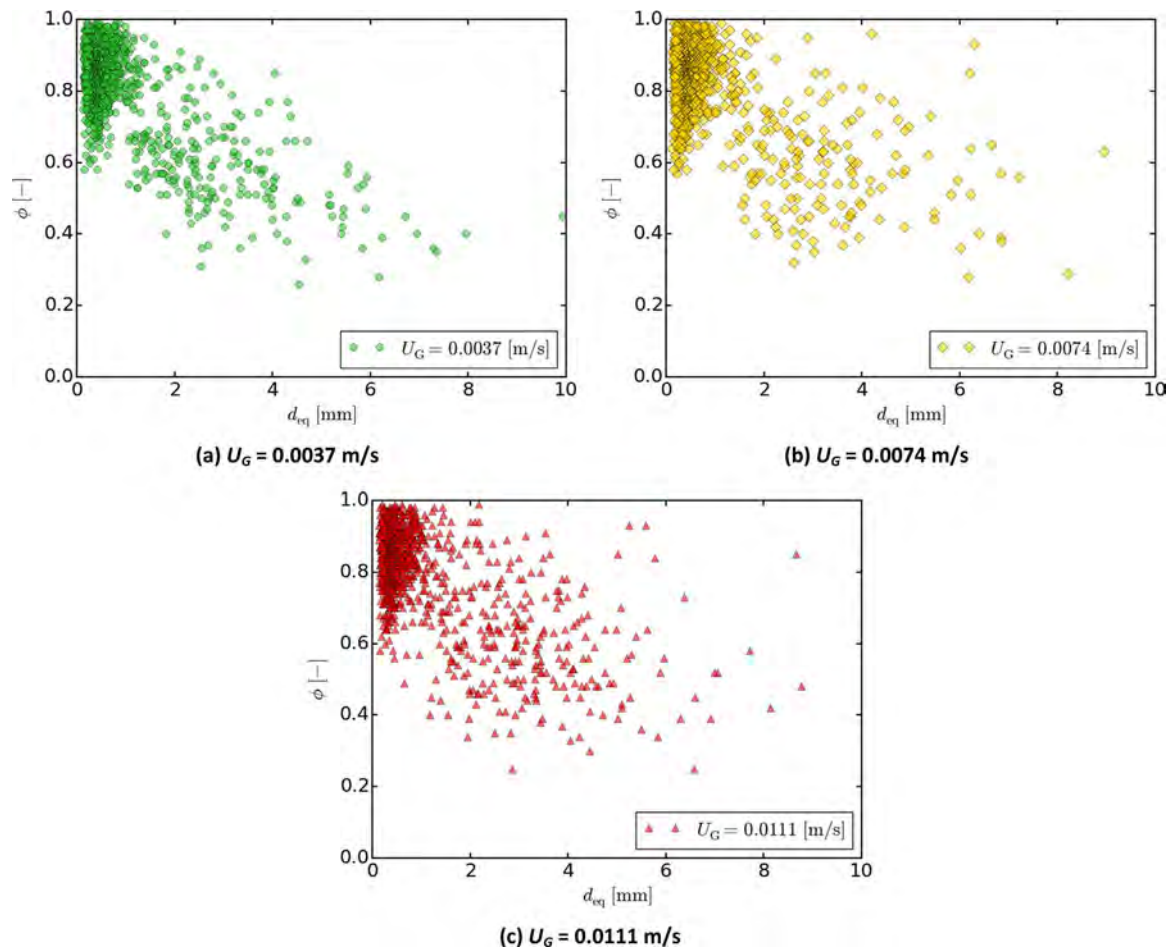 1.0
0.8
0.6
0.4
0.2
0.0
ϕ [−]
0 2 4 6 8 10
d_eq [mm]
U_G = 0.0037 [m/s]
(a) U_G = 0.0037 m/s
1.0
0.8
0.6
0.4
0.2
0.0
ϕ [−]
0 2 4 6 8 10
d_eq [mm]
U_G = 0.0074 [m/s]
(b) U_G = 0.0074 m/s
1.0
0.8
0.6
0.4
0.2
0.0
ϕ [−]
0 2 4 6 8 10
d_eq [mm]
U_G = 0.0111 [m/s]
(c) U_G = 0.0111 m/s